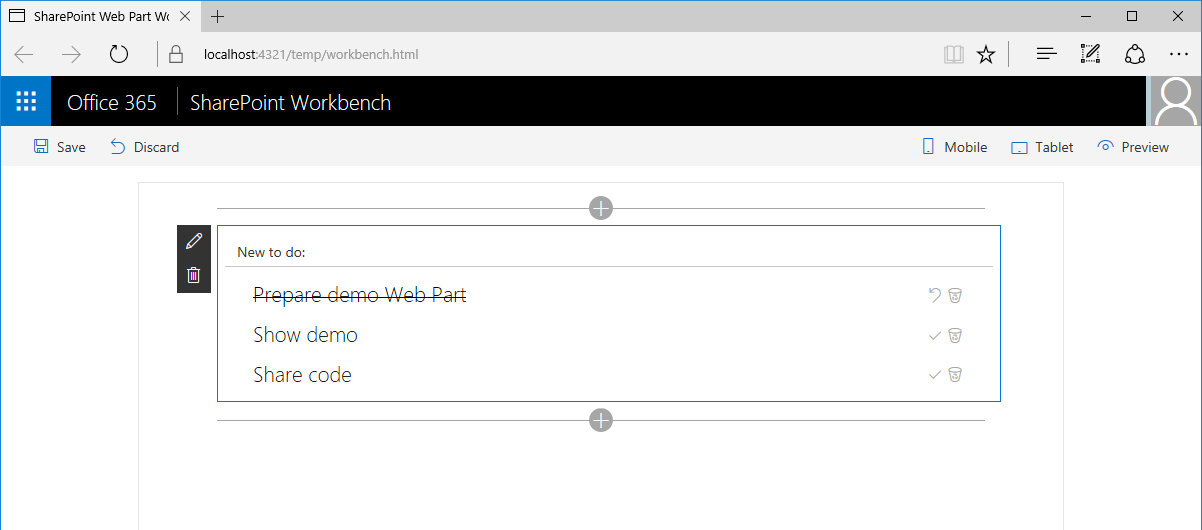 SharePoint Web Part Wo
localhost:4321/temp/workbench.html
Office 365 SharePoint Workbench
Save Discard Mobile Tablet Preview
New to do:
Prepare demo Web Part
Show demo
Share code